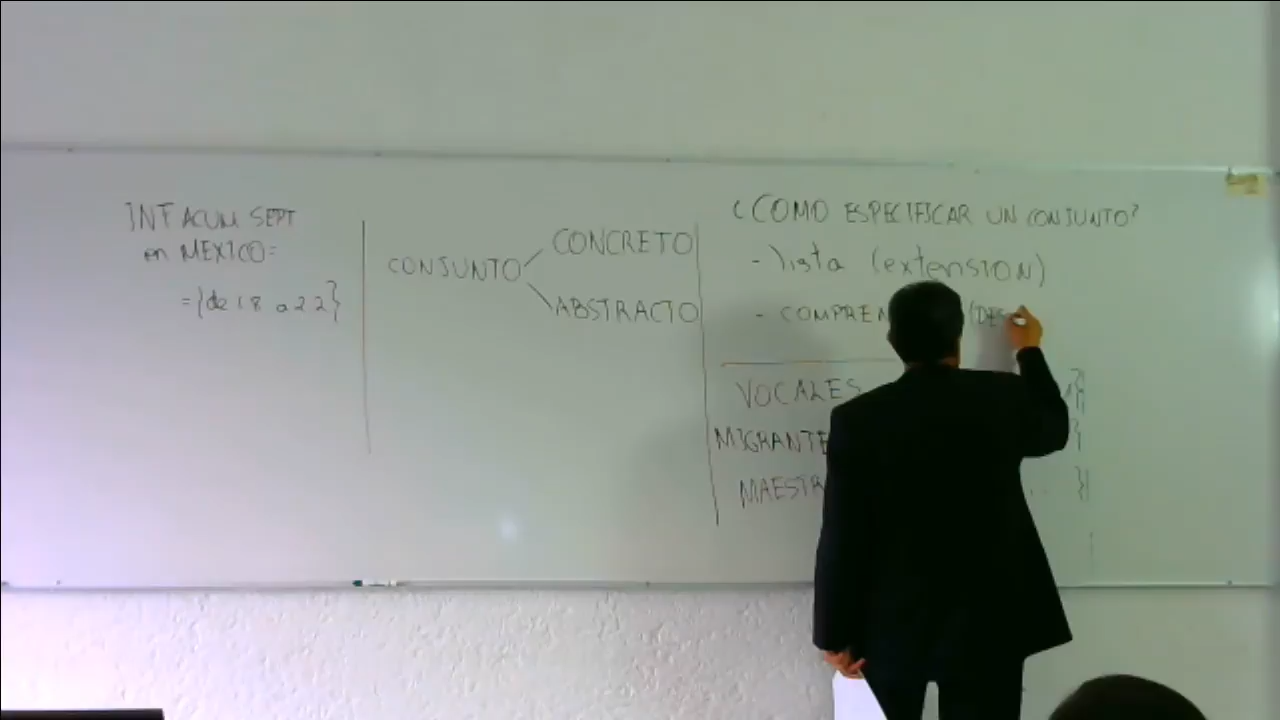 INF ACUM SEPT
en MEXICO=
={de 18 a 22}
CONJUNTO
CONCRETO
ABSTRACTO
¿COMO ESPECIFICAR UN CONJUNTO?
- lista (extensION)
- COMPREN (DES
VOCALES
MIGRANTE }
MAESTR .. }